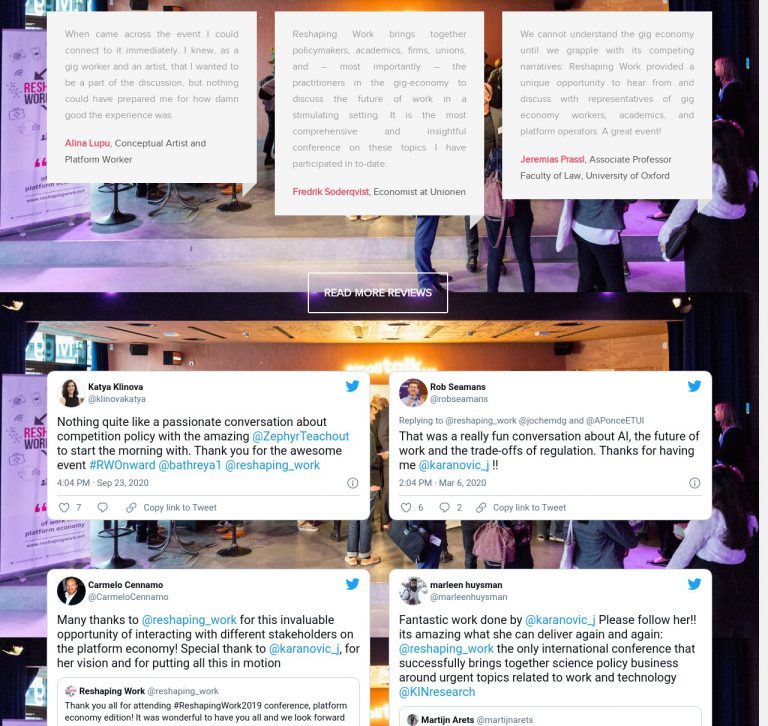 When came across the event I could
connect to it immediately. I knew, as a
gig worker and an artist, that I wanted to
be a part of the discussion, but nothing
could have prepared me for how damn
good the experience was.
Alina Lupu, Conceptual Artist and
Platform Worker
Reshaping Work brings together
policymakers, academics, firms, unions,
and – most importantly – the
practitioners in the gig-economy to
discuss the future of work in a
stimulating setting. It is the most
comprehensive and insightful
conference on these topics I have
participated in to-date.
Fredrik Soderqvist, Economist at Unionen
We cannot understand the gig economy
until we grapple with its competing
narratives: Reshaping Work provided a
unique opportunity to hear from and
discuss with representatives of gig
economy workers, academics, and
platform operators. A great event!
Jeremias Prassl, Associate Professor
Faculty of Law, University of Oxford
READ MORE REVIEWS
Katya Klinova
@klinovakatya
Nothing quite like a passionate conversation about
competition policy with the amazing @ZephyrTeachout
to start the morning with. Thank you for the awesome
event #RWOnward @bathreya1 @reshaping_work
4:04 PM · Sep 23, 2020
7
Copy link to Tweet
Rob Seamans
@robseamans
Replying to @reshaping_work @jochemdg and @APonceETUI
That was a really fun conversation about AI, the future of
work and the trade-offs of regulation. Thanks for having
me @karanovic_j !!
2:04 PM · Mar 6, 2020
6 2 Copy link to Tweet
Carmelo Cennamo
@CarmeloCennamo
Many thanks to @reshaping_work for this invaluable
opportunity of interacting with different stakeholders on
the platform economy! Special thank to @karanovic_j, for
her vision and for putting all this in motion
Reshaping Work @reshaping_work
Thank you all for attending #ReshapingWork2019 conference, platform
economy edition! It was wonderful to have you all and we look forward
marleen huysman
@marleenhuysman
Fantastic work done by @karanovic_j Please follow her!!
its amazing what she can deliver again and again:
@reshaping_work the only international conference that
successfully brings together science policy business
around urgent topics related to work and technology
@KINresearch
Martijn Arets @martijnarets